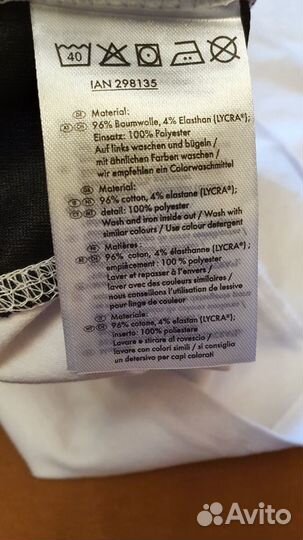 40
IAN 298135
DE AT CH Material:
96% Baumwolle, 4% Elasthan (LYCRA®);
Einsatz: 100% Polyester
Auf links waschen und bügeln /
mit ähnlichen Farben waschen /
wir empfehlen ein Colorwaschmittel
Material:
96% cotton, 4% elastane (LYCRA®);
detail: 100% polyester
Wash and iron inside out / Wash with
similar colours / Use colour detergent
Matières:
96% coton, 4% élasthanne (LYCRA®);
empiècement: 100 % polyester
Laver et repasser à l'envers /
laver avec des couleurs similaires /
nous conseillons l'utilisation de lessive
pour linge de couleur
Materiale:
96% cotone, 4% elastan (LYCRA®);
inserto: 100% poliestere
Lavare e stirare al rovescio /
lavare con colori simili / si consiglia
un detersivo per capi colorati
Avito